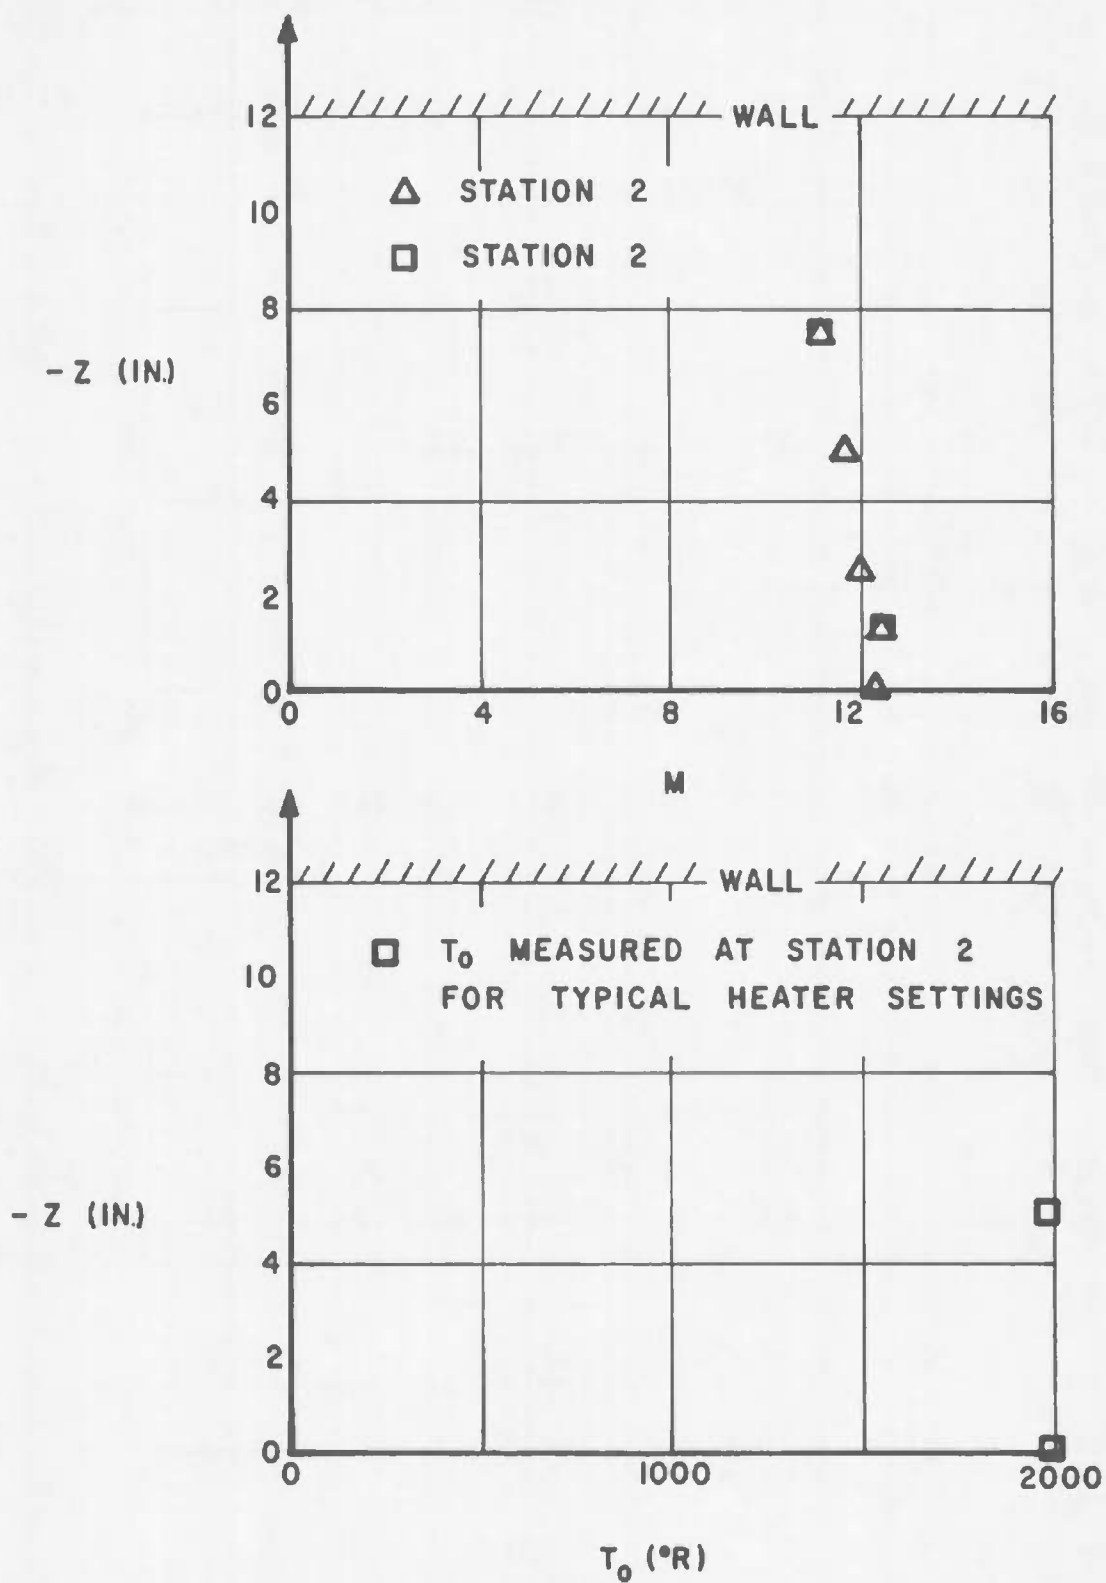 12
WALL
△ STATION 2
10
□ STATION 2
8
- Z (IN.)
6
4
2
0
0 4 8 12 16
M
12
WALL
□ T₀ MEASURED AT STATION 2
10
FOR TYPICAL HEATER SETTINGS
8
6
- Z (IN.)
4
2
0
0 1000 2000
T₀ (°R)